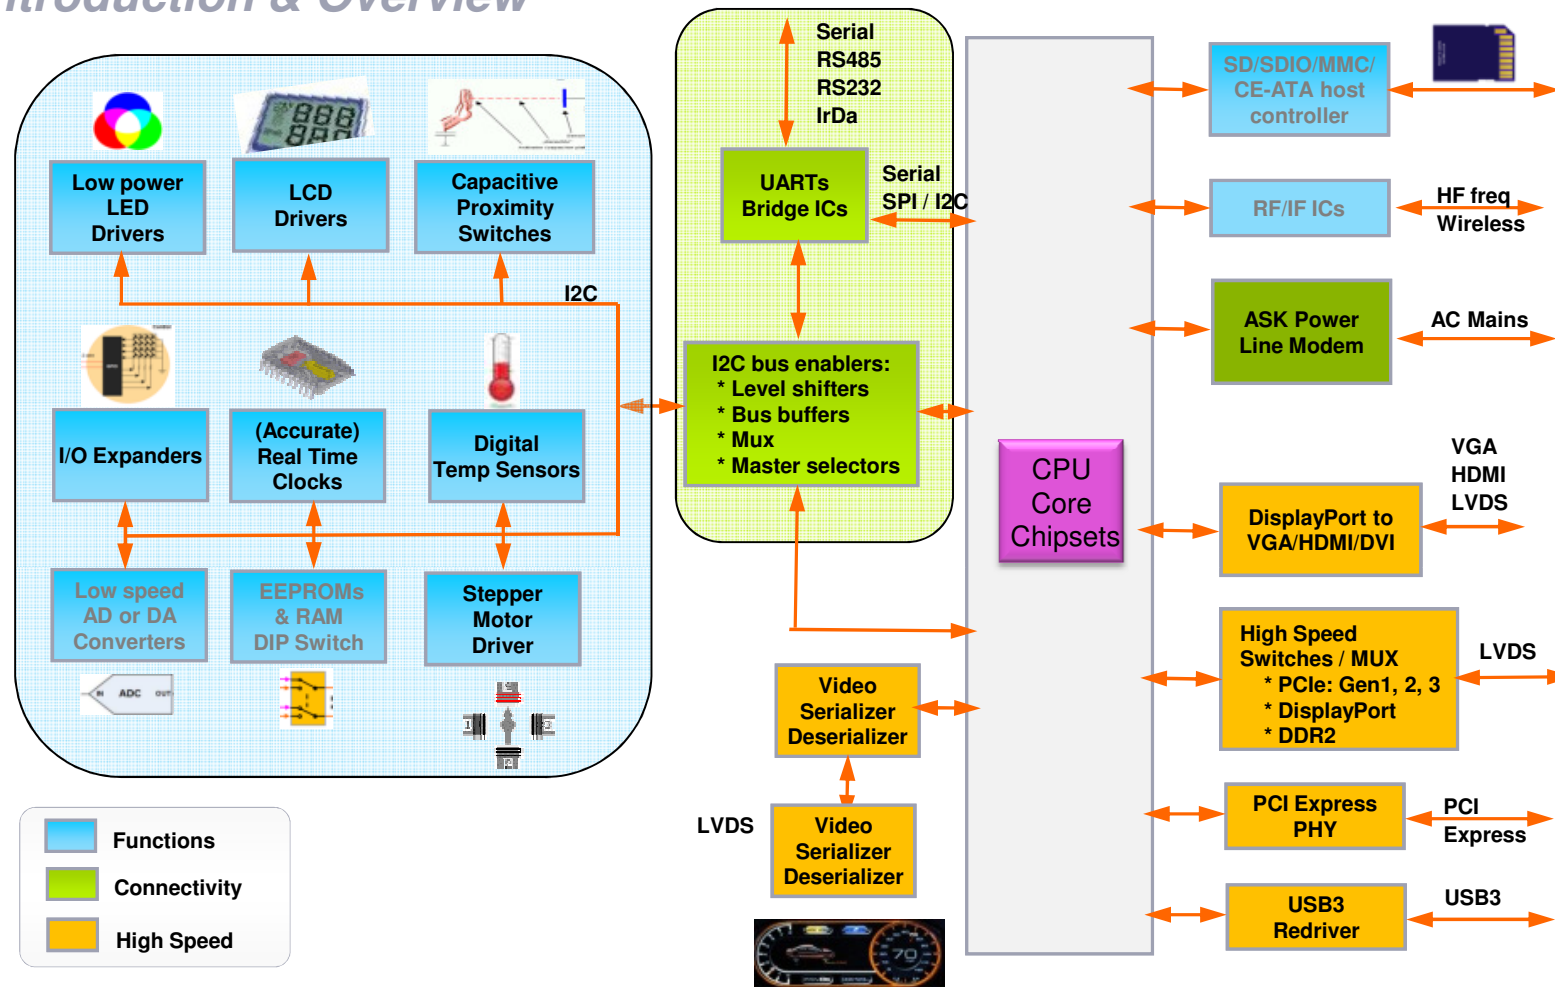 ntroduction & Overview
Low power
LED
Drivers
LCD
Drivers
Capacitive
Proximity
Switches
I2C
I/O Expanders
(Accurate)
Real Time
Clocks
Digital
Temp Sensors
Low speed
AD or DA
Converters
EEPROMs
& RAM
DIP Switch
Stepper
Motor
Driver
IN ADC OUT
Functions
Connectivity
High Speed
Serial
RS485
RS232
IrDa
UARTs
Bridge ICs
Serial
SPI / I2C
I2C bus enablers:
* Level shifters
* Bus buffers
* Mux
* Master selectors
Video
Serializer
Deserializer
LVDS
Video
Serializer
Deserializer
70
CPU
Core
Chipsets
SD/SDIO/MMC/
CE-ATA host
controller
RF/IF ICs
HF freq
Wireless
ASK Power
Line Modem
AC Mains
DisplayPort to
VGA/HDMI/DVI
VGA
HDMI
LVDS
High Speed
Switches / MUX
* PCIe: Gen1, 2, 3
* DisplayPort
* DDR2
LVDS
PCI Express
PHY
PCI
Express
USB3
Redriver
USB3